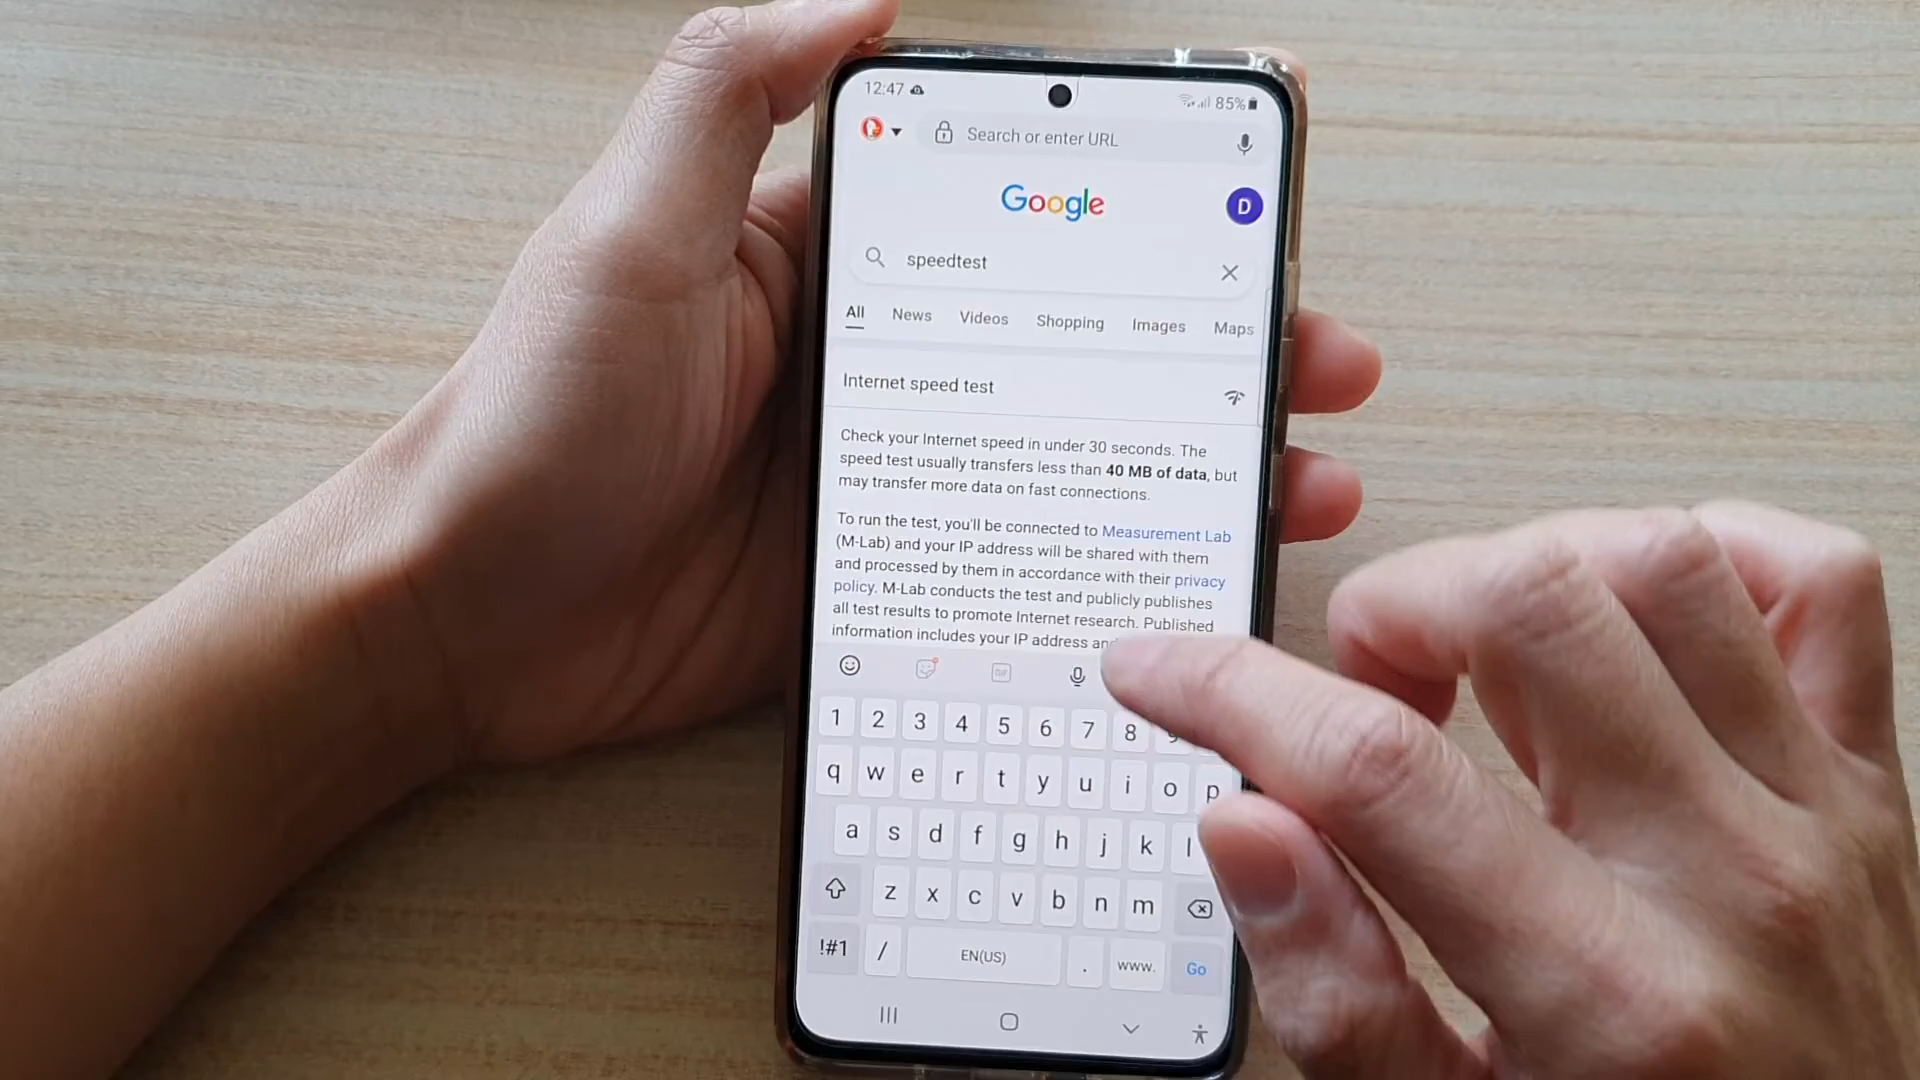 12:47 85%
Search or enter URL
Google
D
speedtest
All News Videos Shopping Images Maps
Internet speed test
Check your Internet speed in under 30 seconds. The
speed test usually transfers less than 40 MB of data, but
may transfer more data on fast connections.
To run the test, you'll be connected to Measurement Lab
(M-Lab) and your IP address will be shared with them
and processed by them in accordance with their privacy
policy. M-Lab conducts the test and publicly publishes
all test results to promote Internet research. Published
information includes your IP address and
GIF
1 2 3 4 5 6 7 8 9
q w e r t y u i o p
a s d f g h j k l
z x c v b n m
!#1 / EN(US) . www. Go